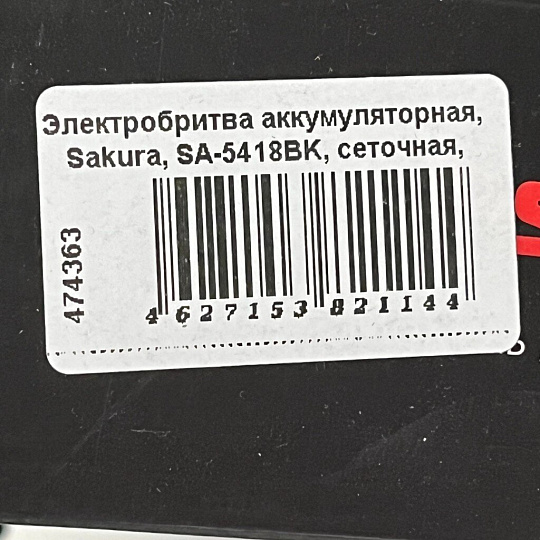 Электробритва аккумуляторная,
Sakura, SA-5418BK, сеточная,
474363
4 627153 821144